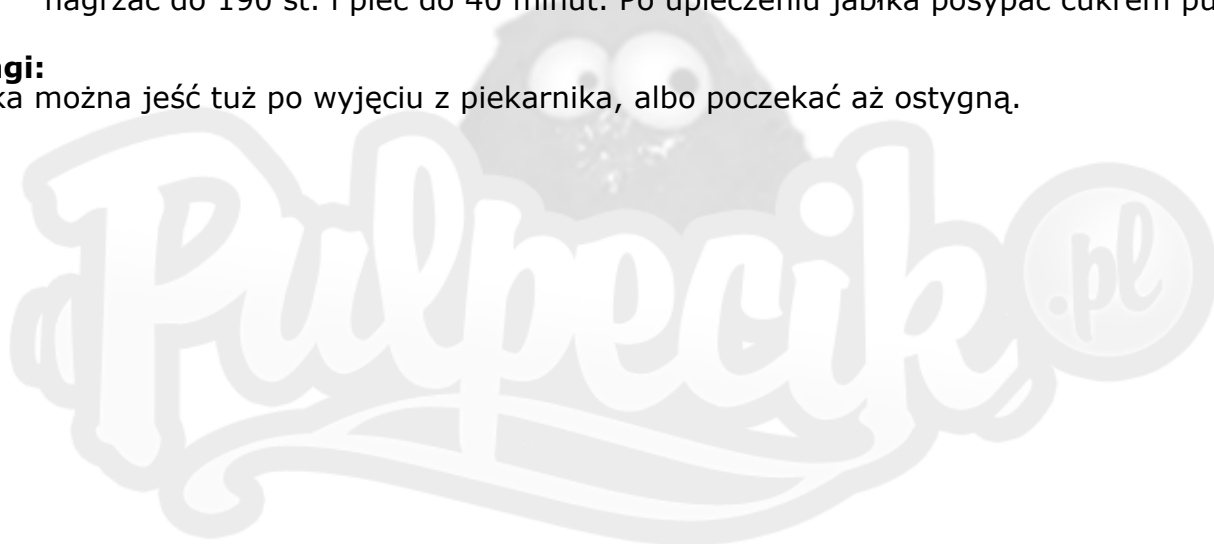 nagrzać do 190 st. i piec do 40 minut. Po upieczeniu jabłka posypać cukrem pu
gi:
ka można jeść tuż po wyjęciu z piekarnika, albo poczekać aż ostygną.
Pulpecik.pl